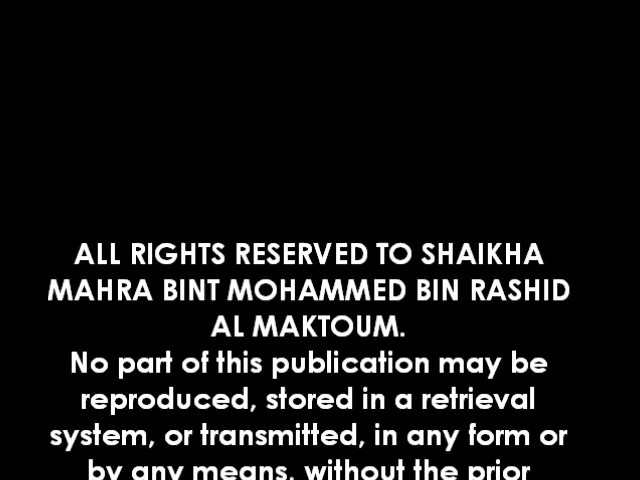 ALL RIGHTS RESERVED TO SHAIKHA
MAHRA BINT MOHAMMED BIN RASHID
AL MAKTOUM.
No part of this publication may be
reproduced, stored in a retrieval
system, or transmitted, in any form or
by any means, without the prior